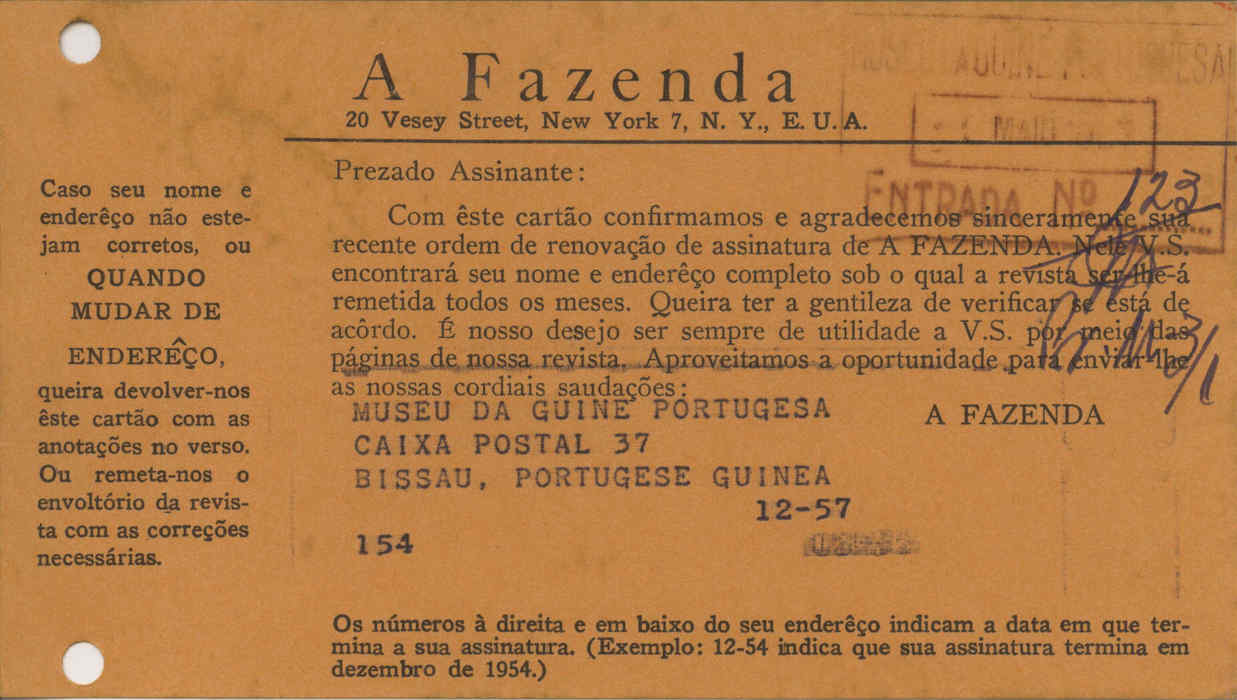 A Fazenda
20 Vesey Street, New York 7, N. Y., E. U. A.
MAIO
ENTRADA Nº 123
Prezado Assinante:
Com êste cartão confirmamos e agradecemos sinceramente sua
recente ordem de renovação de assinatura de A FAZENDA. Nele V.S.
encontrará seu nome e enderêço completo sob o qual a revista ser-lhe-á
remetida todos os meses. Queira ter a gentileza de verificar se está de
acôrdo. É nosso desejo ser sempre de utilidade a V.S. por meio das
páginas de nossa revista. Aproveitamos a oportunidade para enviar-lhe
as nossas cordiais saudações:
A FAZENDA
MUSEU DA GUINE PORTUGESA
CAIXA POSTAL 37
BISSAU, PORTUGESE GUINEA
12-57
154
Os números à direita e em baixo do seu enderêço indicam a data em que ter-
mina a sua assinatura. (Exemplo: 12-54 indica que sua assinatura termina em
dezembro de 1954.)
Caso seu nome e
enderêço não este-
jam corretos, ou
QUANDO
MUDAR DE
ENDERÊÇO,
queira devolver-nos
êste cartão com as
anotações no verso.
Ou remeta-nos o
envoltório da revis-
ta com as correções
necessárias.